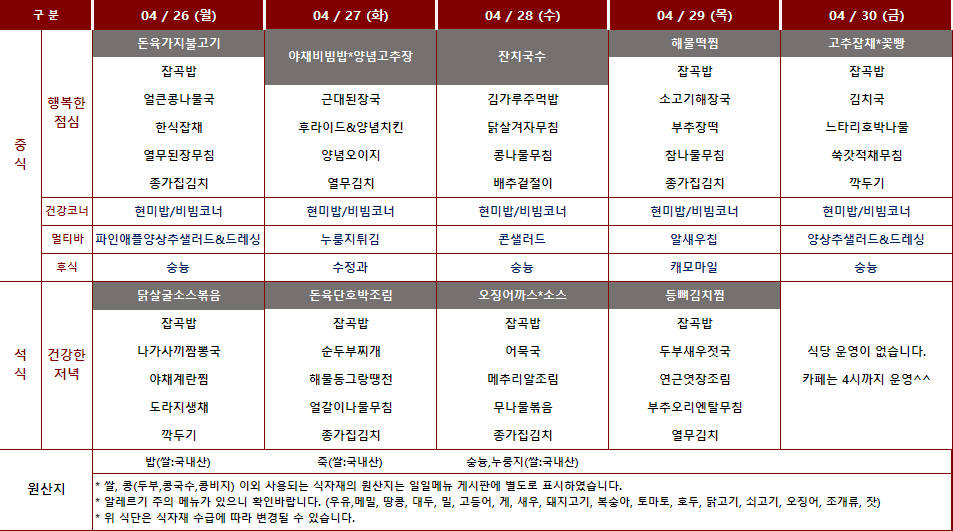 구 분 04 / 26 (월) 04 / 27 (화) 04 / 28 (수) 04 / 29 (목) 04 / 30 (금)
중식
행복한 점심
돈육가지불고기 야채비빔밥*양념고추장 잔치국수 해물떡찜 고추잡채*꽃빵
잡곡밥 잡곡밥 잡곡밥
얼큰콩나물국 근대된장국 김가루주먹밥 소고기해장국 김치국
한식잡채 후라이드&양념치킨 닭살겨자무침 부추장떡 느타리호박나물
열무된장무침 양념오이지 콩나물무침 참나물무침 쑥갓적채무침
종가집김치 열무김치 배추겉절이 종가집김치 깍두기
건강코너 현미밥/비빔코너 현미밥/비빔코너 현미밥/비빔코너 현미밥/비빔코너 현미밥/비빔코너
멀티바 파인애플양상추샐러드&드레싱 누룽지튀김 콘샐러드 알새우칩 양상추샐러드&드레싱
후식 숭늉 수정과 숭늉 캐모마일 숭늉
석식
건강한 저녁
닭살굴소스볶음 돈육단호박조림 오징어까스*소스 등뼈김치찜
잡곡밥 잡곡밥 잡곡밥 잡곡밥
나가사끼짬뽕국 순두부찌개 어묵국 두부새우젓국 식당 운영이 없습니다.
야채계란찜 해물동그랑땡전 메추리알조림 연근엿장조림 카페는 4시까지 운영^^
도라지생채 얼갈이나물무침 무나물볶음 부추오리엔탈무침
깍두기 종가집김치 종가집김치 열무김치
원산지
밥(쌀:국내산) 죽(쌀:국내산) 숭늉,누룽지(쌀:국내산)
* 쌀, 콩(두부,콩국수,콩비지) 이외 사용되는 식자재의 원산지는 일일메뉴 게시판에 별도로 표시하였습니다.
* 알레르기 주의 메뉴가 있으니 확인바랍니다. (우유,메밀, 땅콩, 대두, 밀, 고등어, 게, 새우, 돼지고기, 복숭아, 토마토, 호두, 닭고기, 쇠고기, 오징어, 조개류, 잣)
* 위 식단은 식자재 수급에 따라 변경될 수 있습니다.